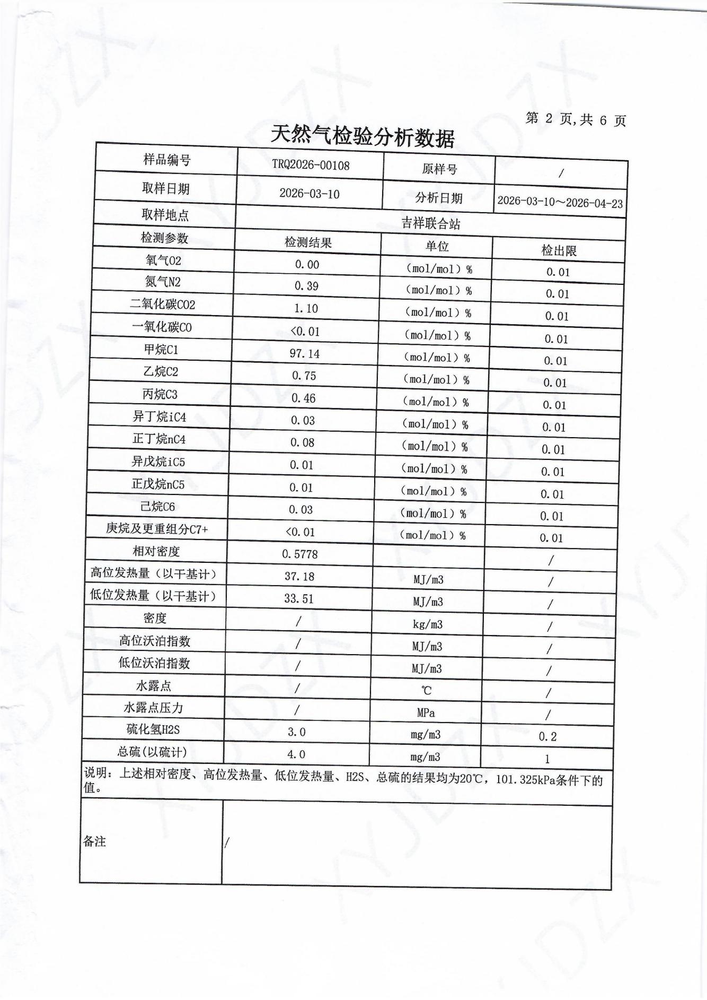 第 2 页,共 6 页
天然气检验分析数据
样品编号 TRQ2026-00108 原样号 /
取样日期 2026-03-10 分析日期 2026-03-10～2026-04-23
取样地点 吉祥联合站
检测参数 检测结果 单位 检出限
氧气O2 0.00 (mol/mol) % 0.01
氮气N2 0.39 (mol/mol) % 0.01
二氧化碳CO2 1.10 (mol/mol) % 0.01
一氧化碳CO <0.01 (mol/mol) % 0.01
甲烷C1 97.14 (mol/mol) % 0.01
乙烷C2 0.75 (mol/mol) % 0.01
丙烷C3 0.46 (mol/mol) % 0.01
异丁烷iC4 0.03 (mol/mol) % 0.01
正丁烷nC4 0.08 (mol/mol) % 0.01
异戊烷iC5 0.01 (mol/mol) % 0.01
正戊烷nC5 0.01 (mol/mol) % 0.01
己烷C6 0.03 (mol/mol) % 0.01
庚烷及更重组分C7+ <0.01 (mol/mol) % 0.01
相对密度 0.5778 /
高位发热量（以干基计） 37.18 MJ/m3 /
低位发热量（以干基计） 33.51 MJ/m3 /
密度 / kg/m3 /
高位沃泊指数 / MJ/m3 /
低位沃泊指数 / MJ/m3 /
水露点 / ℃ /
水露点压力 / MPa /
硫化氢H2S 3.0 mg/m3 0.2
总硫(以硫计) 4.0 mg/m3 1
说明：上述相对密度、高位发热量、低位发热量、H2S、总硫的结果均为20℃，101.325kPa条件下的
值。
备注 /
XYJDZX